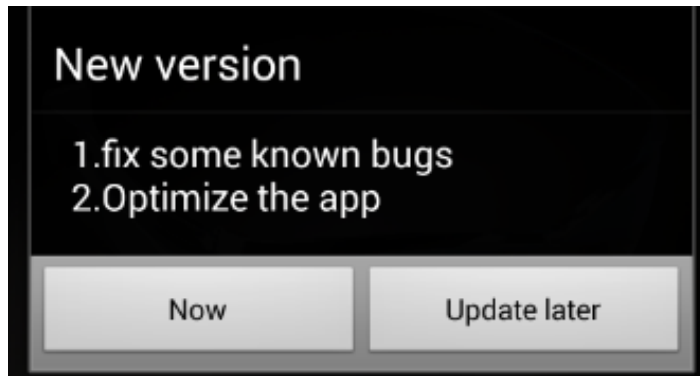 New version
1.fix some known bugs
2.Optimize the app
Now
Update later